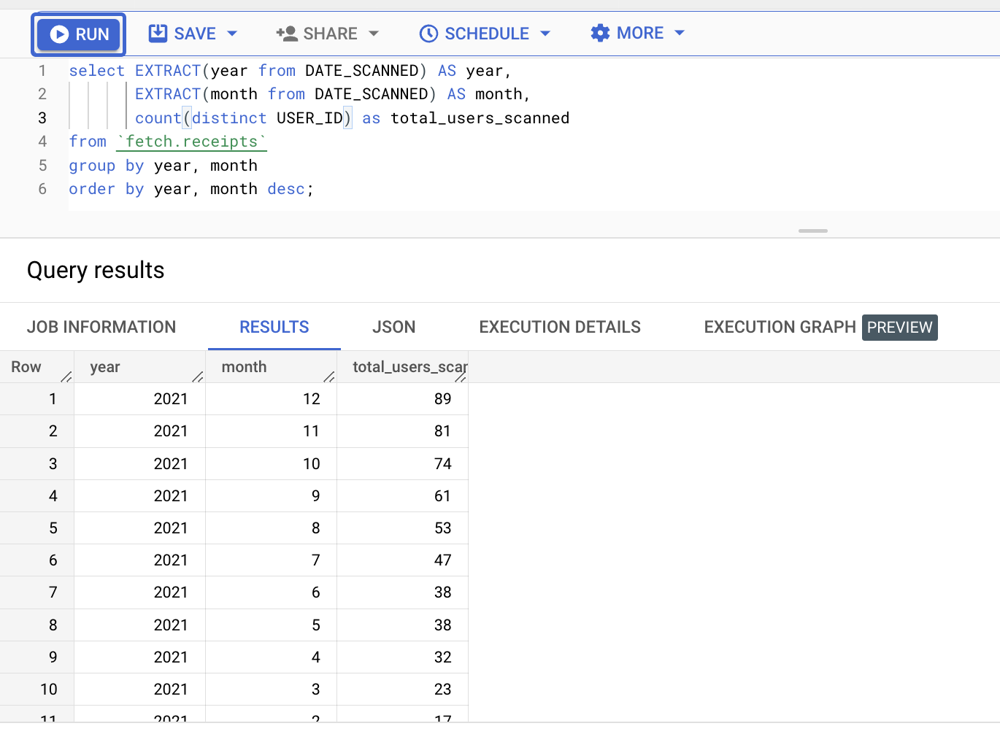 RUN SAVE SHARE SCHEDULE MORE
1 select EXTRACT(year from DATE_SCANNED) AS year,
2 EXTRACT(month from DATE_SCANNED) AS month,
3 count(distinct USER_ID) as total_users_scanned
4 from `fetch.receipts`
5 group by year, month
6 order by year, month desc;
Query results
JOB INFORMATION RESULTS JSON EXECUTION DETAILS EXECUTION GRAPH PREVIEW
Row year month total_users_scan
1 2021 12 89
2 2021 11 81
3 2021 10 74
4 2021 9 61
5 2021 8 53
6 2021 7 47
7 2021 6 38
8 2021 5 38
9 2021 4 32
10 2021 3 23
11 2021 2 17